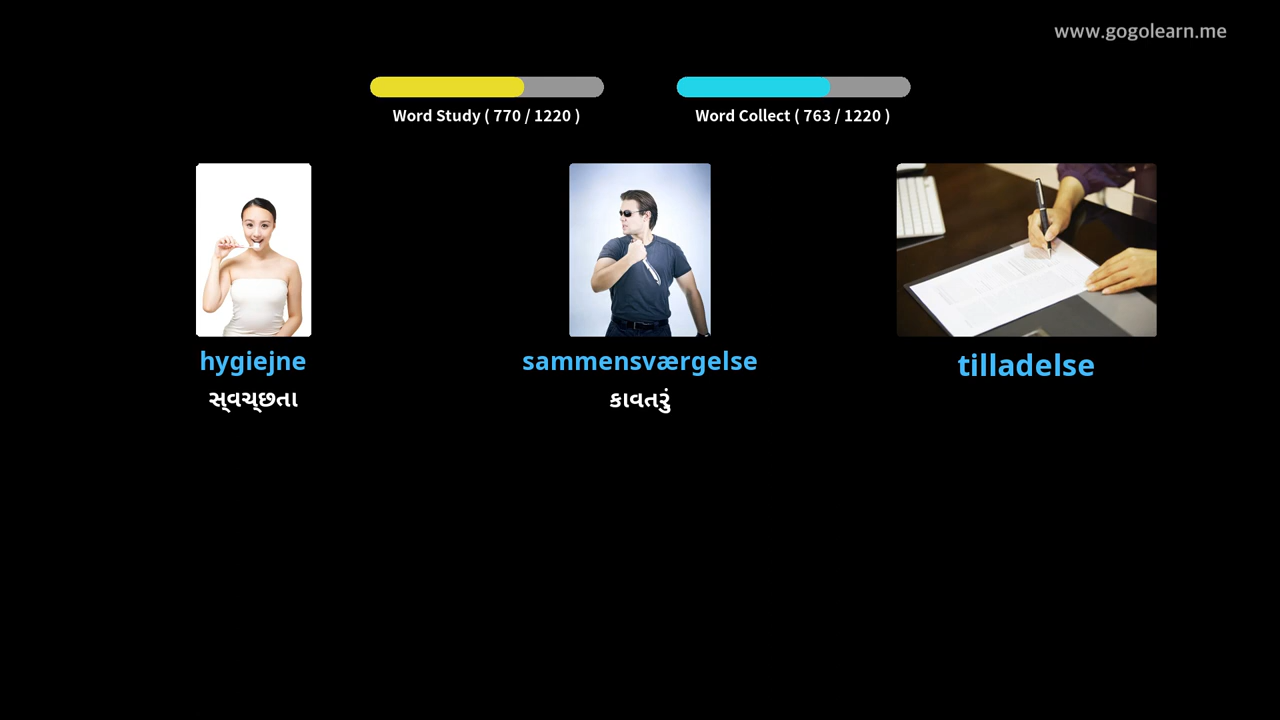 www.gogolearn.me
Word Study ( 770 / 1220 )
Word Collect ( 763 / 1220 )
hygiejne
sammensværgelse
tilladelse
સ્વચ્છતા
કાવતરું